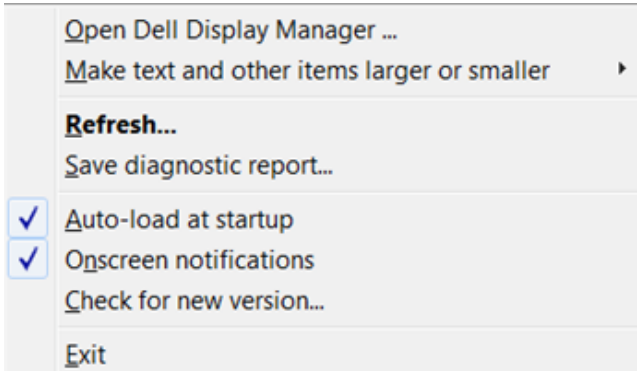 Open Dell Display Manager ...
Make text and other items larger or smaller
Refresh...
Save diagnostic report...
Auto-load at startup
Onscreen notifications
Check for new version...
Exit